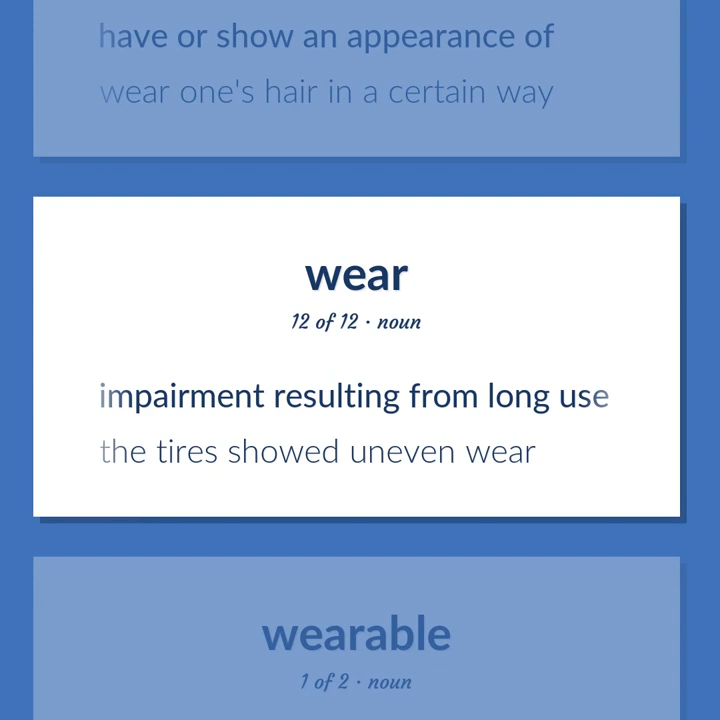 have or show an appearance of
wear one's hair in a certain way
wear
12 of 12 · noun
impairment resulting from long use
the tires showed uneven wear
wearable
1 of 2 · noun